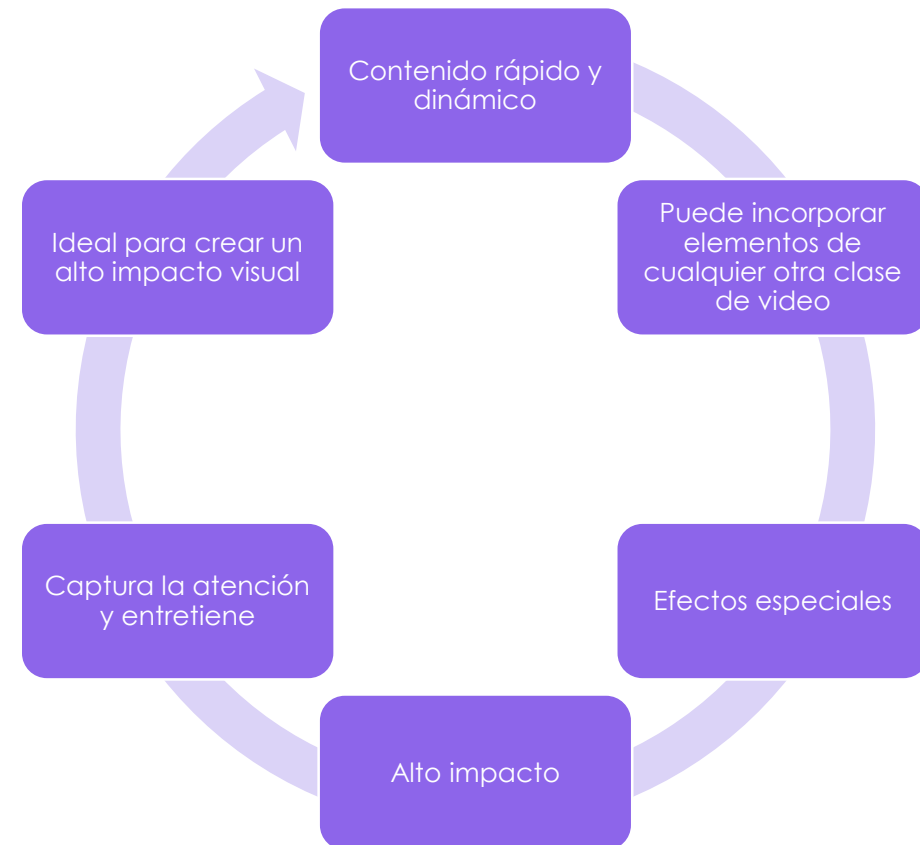 Contenido rápido y
dinámico
Puede incorporar
elementos de
cualquier otra clase
de video
Efectos especiales
Alto impacto
Captura la atención
y entretiene
Ideal para crear un
alto impacto visual